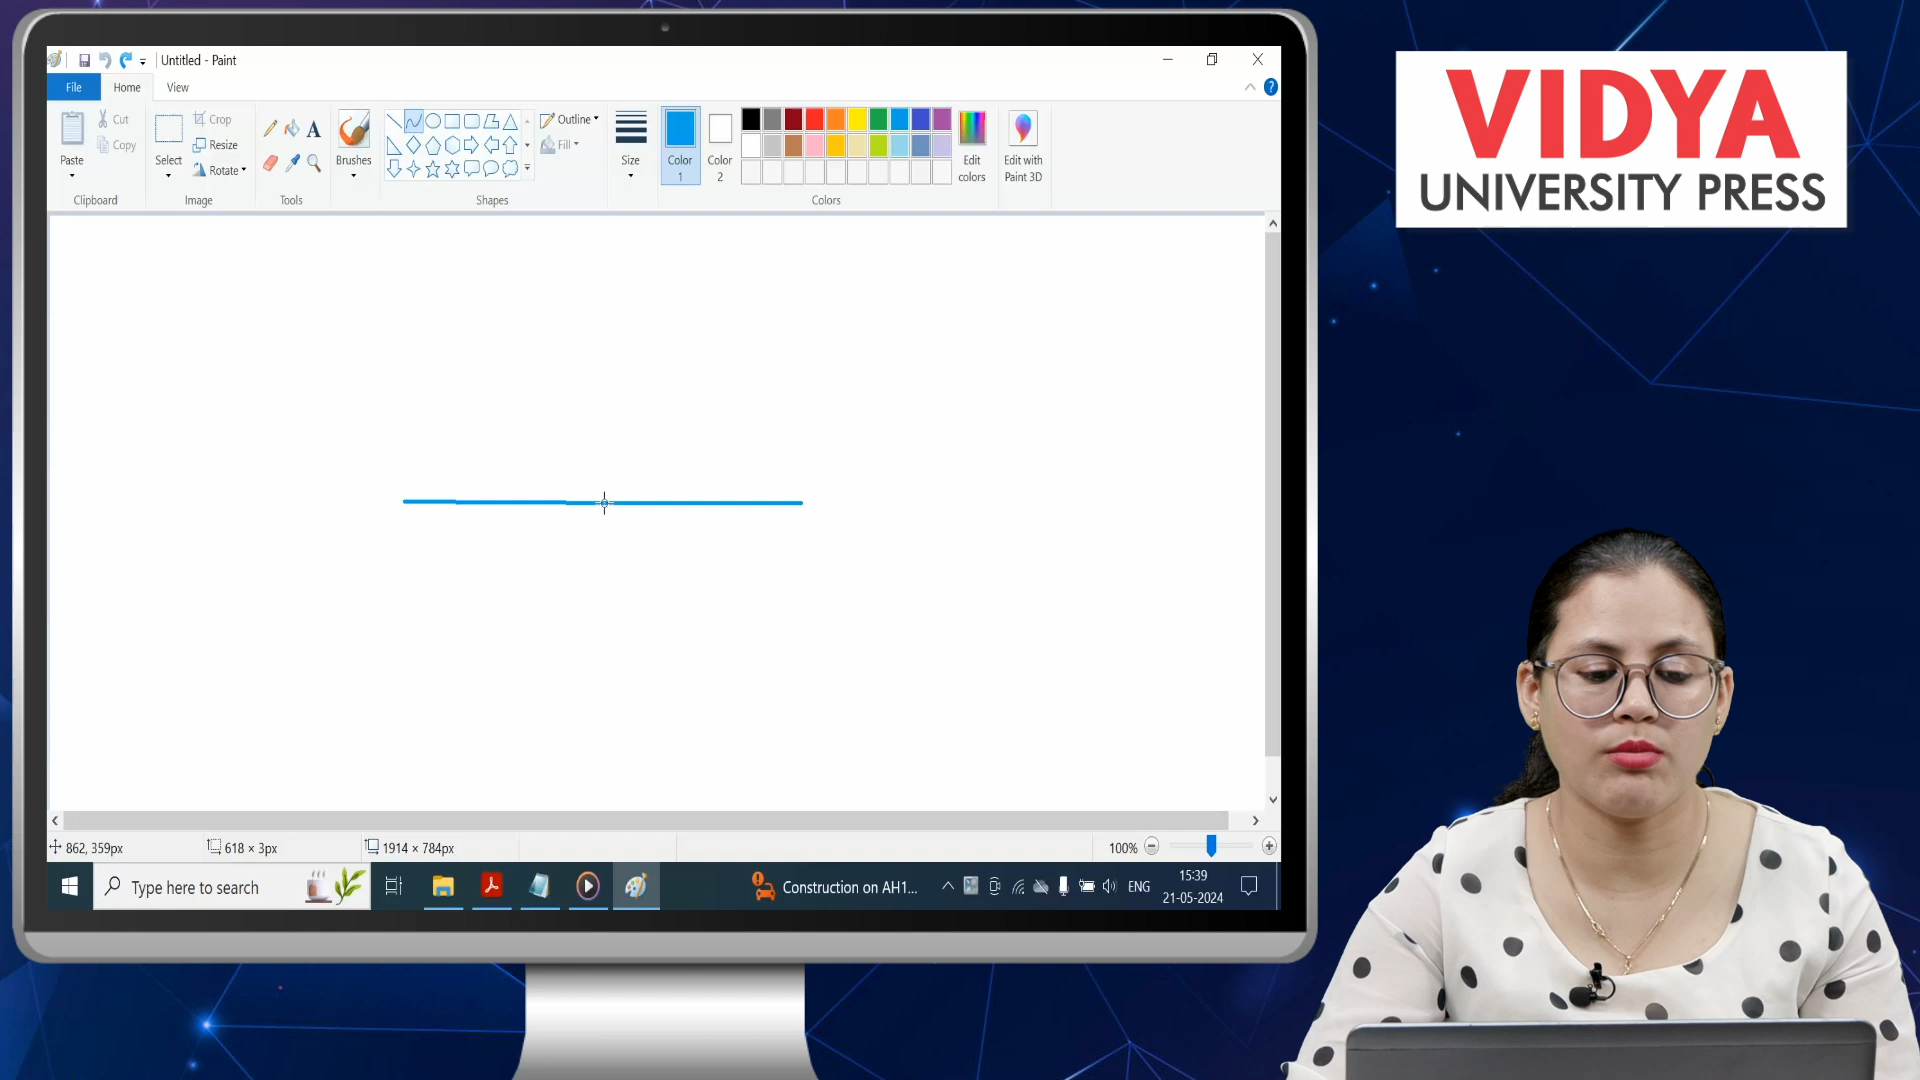 Untitled - Paint
File
Home
View
Paste
Cut
Copy
Clipboard
Select
Crop
Resize
Rotate
Image
A
Tools
Brushes
Shapes
Outline
Fill
Size
Color
1
Color
2
Edit
colors
Colors
Edit with
Paint 3D
?
862, 359px
618 × 3px
1914 × 784px
100%
Type here to search
Construction on AH1...
ENG
15:39
21-05-2024
VIDYA
UNIVERSITY PRESS